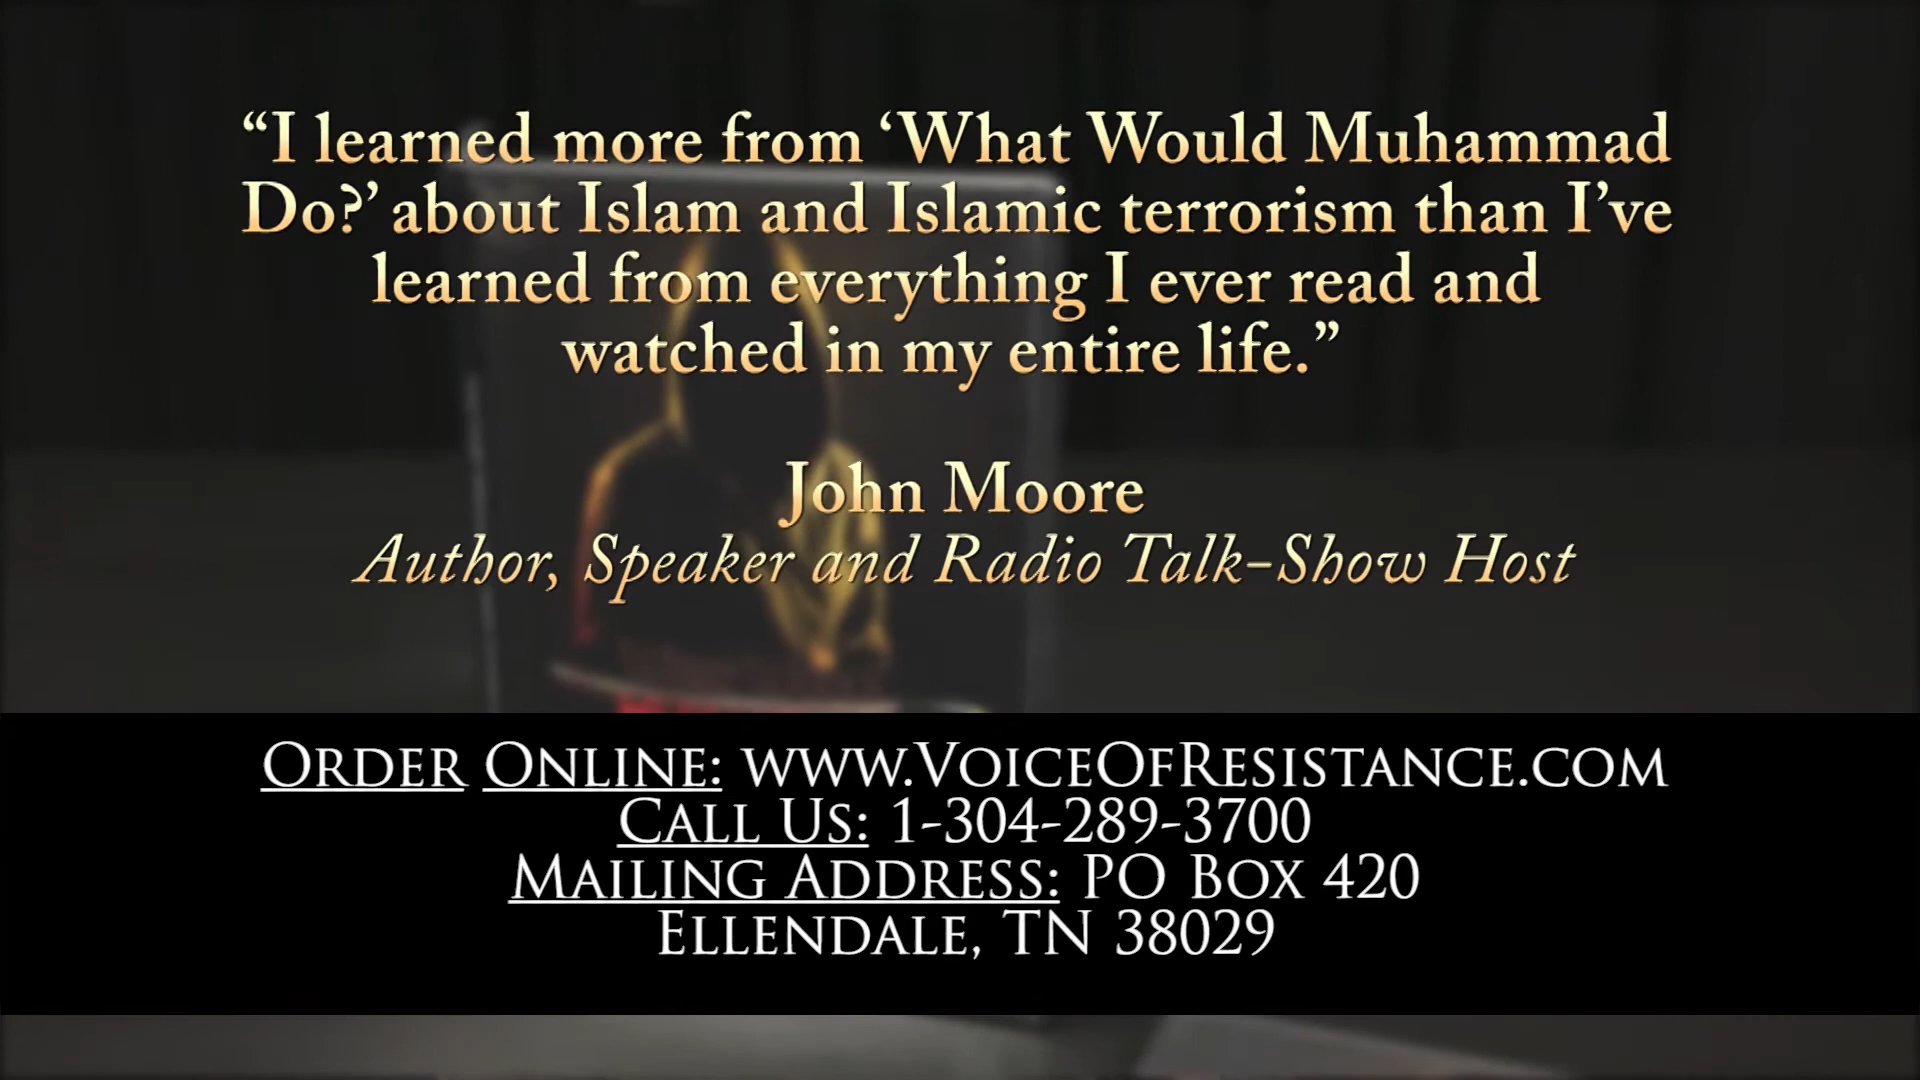 “I learned more from ‘What Would Muhammad
Do?’ about Islam and Islamic terrorism than I’ve
learned from everything I ever read and
watched in my entire life.”
John Moore
Author, Speaker and Radio Talk-Show Host
Order Online: www.VoiceOfResistance.com
Call Us: 1-304-289-3700
Mailing Address: PO Box 420
Ellendale, TN 38029